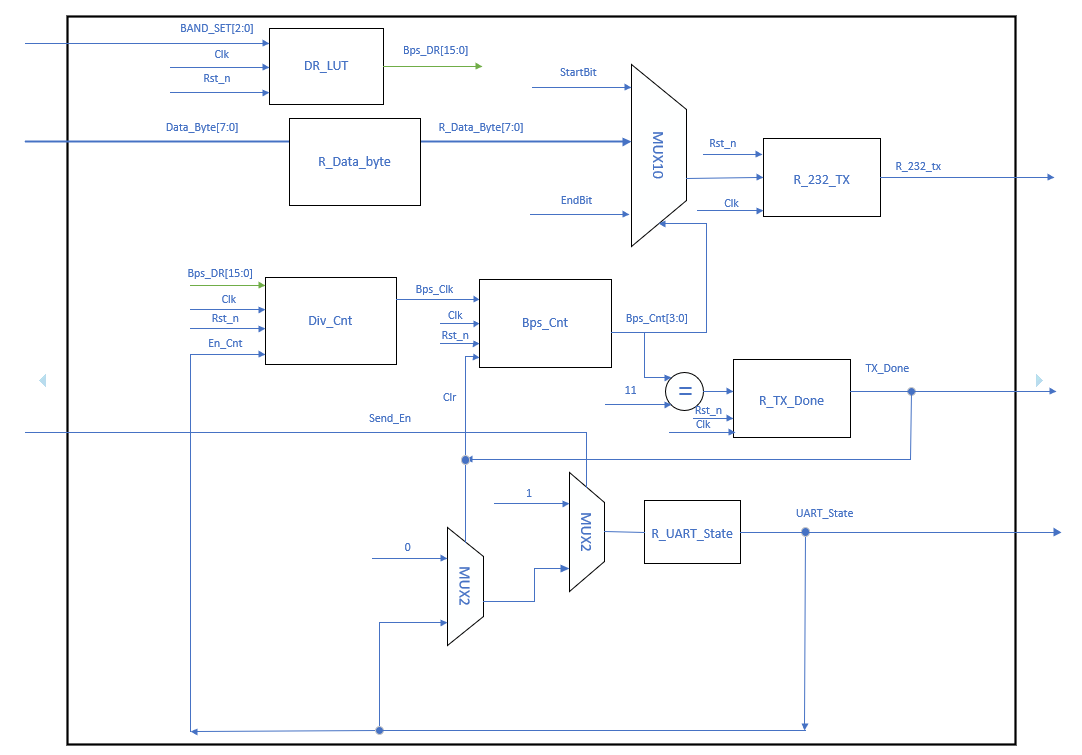 BAND_SET[2:0]
Clk
Rst_n
DR_LUT
Bps_DR[15:0]
StartBit
Data_Byte[7:0]
R_Data_byte
R_Data_Byte[7:0]
EndBit
MUX10
Rst_n
Clk
R_232_TX
R_232_tx
Bps_DR[15:0]
Clk
Rst_n
En_Cnt
Div_Cnt
Bps_Clk
Clk
Rst_n
Bps_Cnt
Bps_Cnt[3:0]
Clr
11
=
Rst_n
Clk
R_TX_Done
TX_Done
Send_En
1
MUX2
R_UART_State
UART_State
0
MUX2